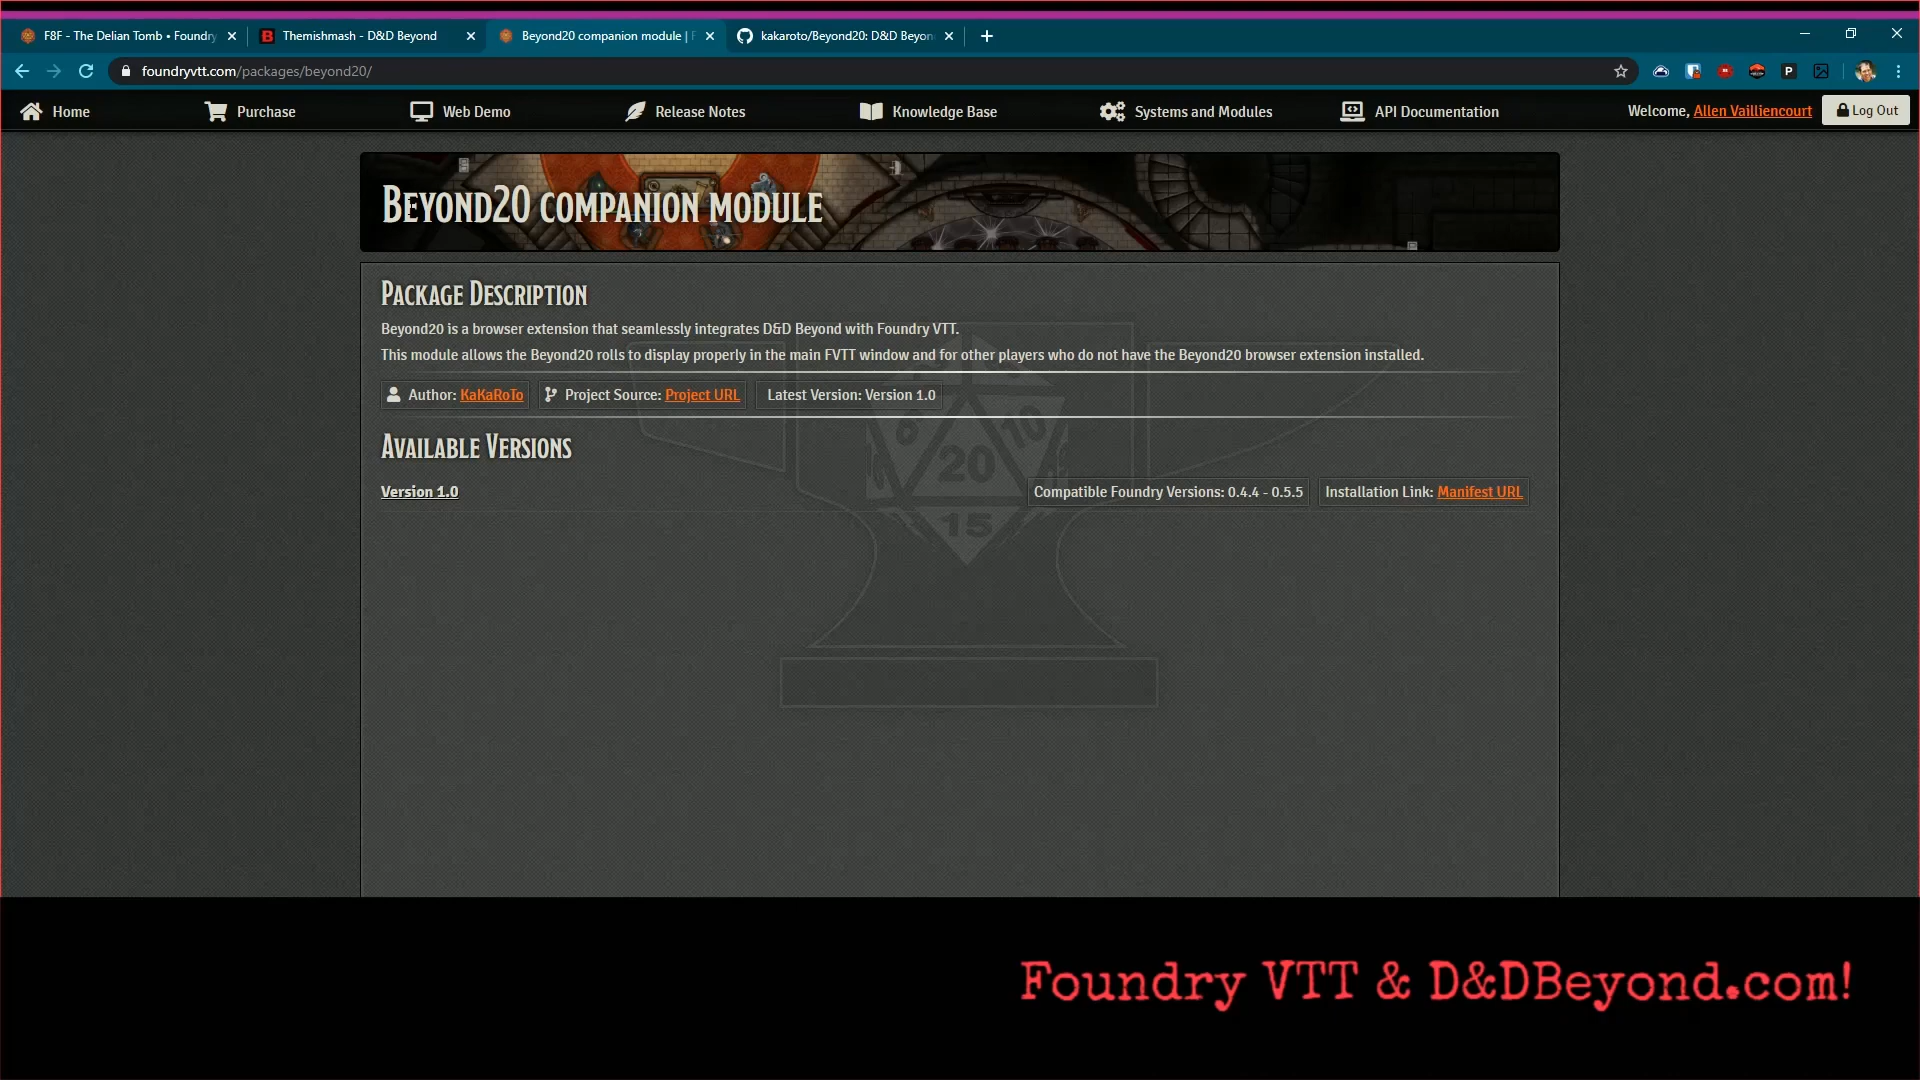 F8F - The Delian Tomb • Foundry
Themishmash - D&D Beyond
Beyond20 companion module | F
kakaroto/Beyond20: D&D Beyon
foundryvtt.com/packages/beyond20/
Home
Purchase
Web Demo
Release Notes
Knowledge Base
Systems and Modules
API Documentation
Welcome, Allen Vailliencourt
Log Out
Beyond20 companion module
Package Description
Beyond20 is a browser extension that seamlessly integrates D&D Beyond with Foundry VTT.
This module allows the Beyond20 rolls to display properly in the main FVTT window and for other players who do not have the Beyond20 browser extension installed.
Author: KaKaRoTo
Project Source: Project URL
Latest Version: Version 1.0
Available Versions
Version 1.0
Compatible Foundry Versions: 0.4.4 - 0.5.5
Installation Link: Manifest URL
10
20
15
Foundry VTT & D&DBeyond.com!